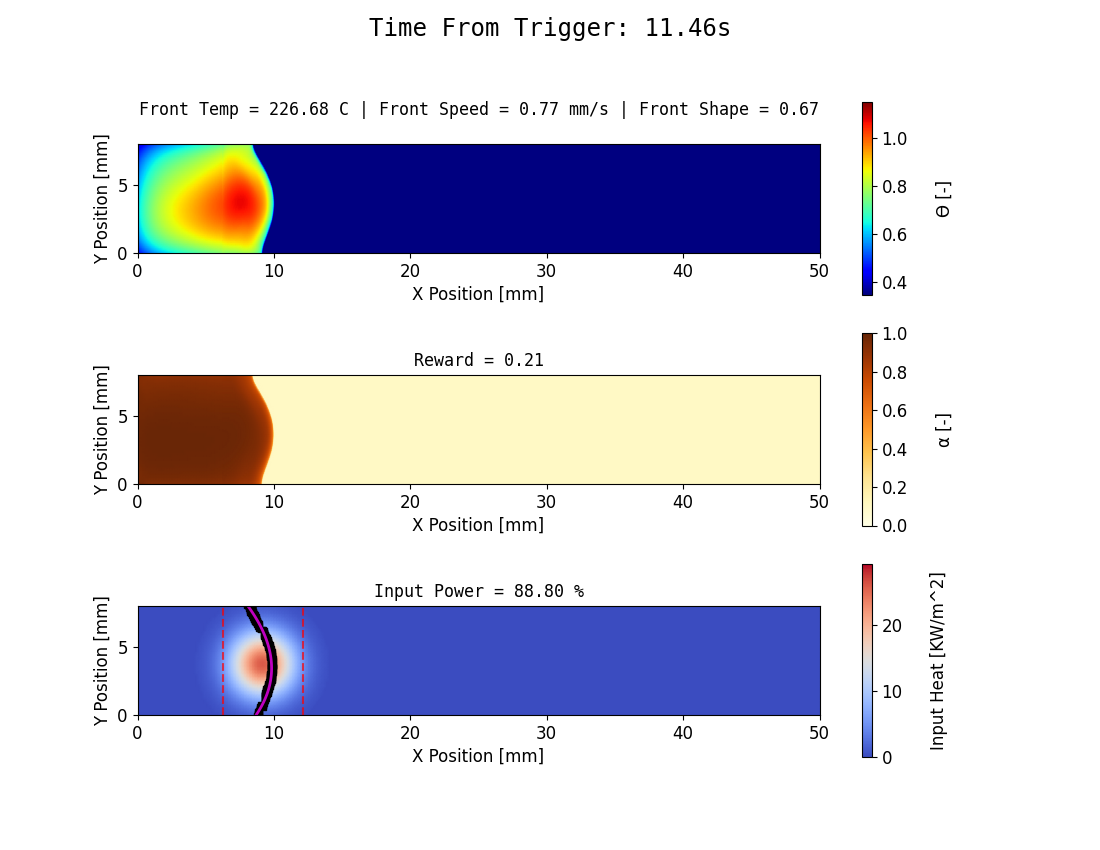 Time From Trigger: 11.46s
Front Temp = 226.68 C | Front Speed = 0.77 mm/s | Front Shape = 0.67
Y Position [mm]
5
0
0 10 20 30 40 50
X Position [mm]
1.0
0.8
0.6
0.4
Θ [-]
Reward = 0.21
Y Position [mm]
5
0
0 10 20 30 40 50
X Position [mm]
1.0
0.8
0.6
0.4
0.2
0.0
α [-]
Input Power = 88.80 %
Y Position [mm]
5
0
0 10 20 30 40 50
X Position [mm]
20
10
0
Input Heat [KW/m^2]